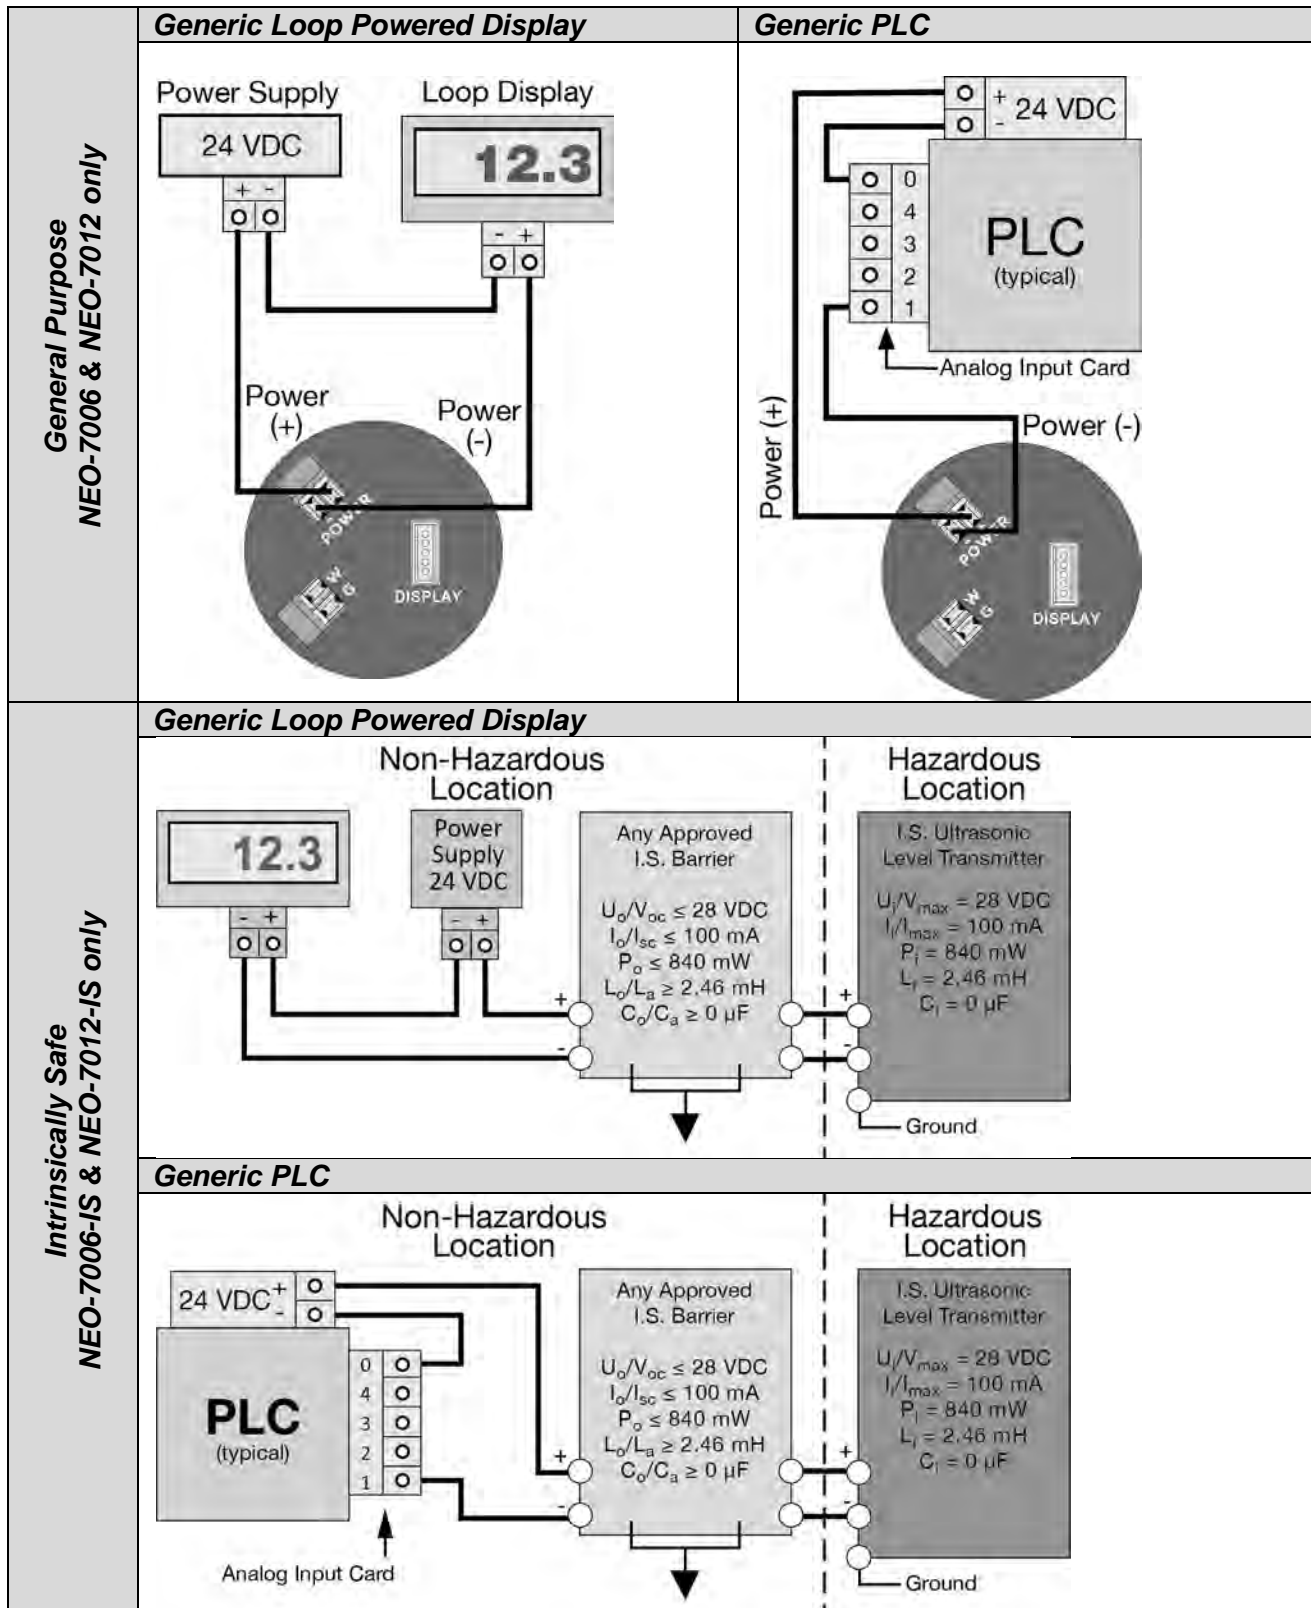 General Purpose
NEO-7006 & NEO-7012 only
Generic Loop Powered Display
Power Supply
24 VDC
+ -
Loop Display
12.3
- +
Power
(+)
Power
(-)
POWER
W
G
DISPLAY
Generic PLC
+
-
24 VDC
0
4
3
2
1
PLC
(typical)
Analog Input Card
Power (+)
Power (-)
POWER
W
G
DISPLAY
Intrinsically Safe
NEO-7006-IS & NEO-7012-IS only
Generic Loop Powered Display
Non-Hazardous
Location
Hazardous
Location
12.3
- +
Power
Supply
24 VDC
- +
Any Approved
I.S. Barrier
Uo/Voc ≤ 28 VDC
Io/Isc ≤ 100 mA
Po ≤ 840 mW
Lo/La ≥ 2.46 mH
Co/Ca ≥ 0 µF
+
-
+
-
I.S. Ultrasonic
Level Transmitter
Ui/Vmax = 28 VDC
Ii/Imax = 100 mA
Pi = 840 mW
Li = 2.46 mH
Ci = 0 µF
Ground
Generic PLC
Non-Hazardous
Location
Hazardous
Location
24 VDC
+
-
PLC
(typical)
0
4
3
2
1
Analog Input Card
Any Approved
I.S. Barrier
Uo/Voc ≤ 28 VDC
Io/Isc ≤ 100 mA
Po ≤ 840 mW
Lo/La ≥ 2.46 mH
Co/Ca ≥ 0 µF
+
-
+
-
I.S. Ultrasonic
Level Transmitter
Ui/Vmax = 28 VDC
Ii/Imax = 100 mA
Pi = 840 mW
Li = 2.46 mH
Ci = 0 µF
Ground